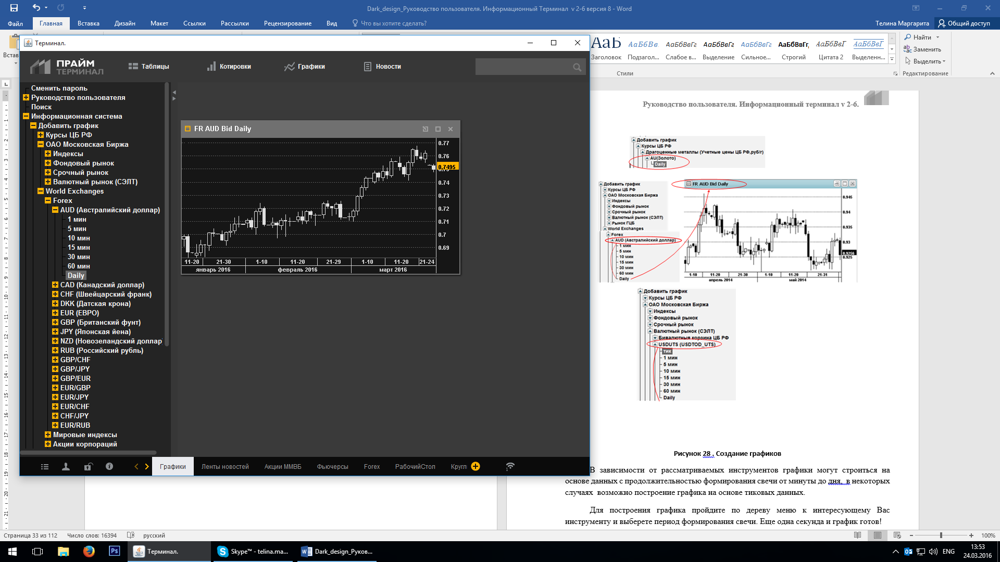 Dark_design_Руководство пользователя. Информационный Терминал  v 2-6 версия 8 - Word
Файл
Главная
Вставка
Дизайн
Макет
Ссылки
Рассылки
Рецензирование
Вид
Что вы хотите сделать?
Телина Маргарита
Общий доступ
Встав
АаБ
АаБбВв.
АаБбВвГг
АаБбВвГг
АаБбВвГг
АаБбВвГг,
АаБбВвГ
АаБбВвГ
Заголовок
Подзагол...
Слабое в...
Выделение
Сильное...
Строгий
Цитата 2
Выделенн...
Стили
Найти
Заменить
Выделить
Редактирование
Терминал.
ПРАЙМ
ТЕРМИНАЛ
Таблицы
Котировки
Графики
Новости
Сменить пароль
Руководство пользователя
Поиск
Информационная система
Добавить график
Курсы ЦБ РФ
ОАО Московская Биржа
Индексы
Фондовый рынок
Срочный рынок
Валютный рынок (СЭЛТ)
World Exchanges
Forex
AUD (Австралийский доллар)
1 мин
5 мин
10 мин
15 мин
30 мин
60 мин
Daily
CAD (Канадский доллар)
CHF (Швейцарский франк)
DKK (Датская крона)
EUR (ЕВРО)
GBP (Британский фунт)
JPY (Японская йена)
NZD (Новозеландский доллар
RUB (Российский рубль)
GBP/CHF
GBP/JPY
GBP/EUR
EUR/GBP
EUR/JPY
EUR/CHF
CHF/JPY
EUR/RUB
Мировые индексы
Акции корпораций
FR AUD Bid Daily
0.77
0.76
0.7495
0.74
0.73
0.72
0.71
0.7
0.69
11-20 21-30 1-10 11-20 21-29 1-10 11-20 21-24
январь 2016 февраль 2016 март 2016
Графики
Ленты новостей
Акции ММВБ
Фьючерсы
Forex
РабочийСтол
Кругл
1
Руководство пользователя. Информационный терминал v 2-6.
Добавить график
Курсы ЦБ РФ
Драгоценные металлы (Учетные цены ЦБ РФ,руб/г)
AU(Золото)
Daily
Добавить график
Курсы ЦБ РФ
ОАО Московская Биржа
Индексы
Фондовый рынок
Срочный рынок
Валютный рынок (СЭЛТ)
Рынок ГЦБ
World Exchanges
Forex
AUD (Австралийский доллар)
1 мин
5 мин
10 мин
15 мин
30 мин
60 мин
Daily
FR AUD Bid Daily
0.945
0.94
0.935
0.93
0.9256
0.925
1-10 11-20 21-30 1-10 11-20 21-31
апрель 2014 май 2014
Добавить график
Курсы ЦБ РФ
ОАО Московская Биржа
Индексы
Фондовый рынок
Срочный рынок
Валютный рынок (СЭЛТ)
Бивалютная корзина ЦБ РФ
USDUTS (USDTOD_UTS)
тик
1 мин
5 мин
10 мин
15 мин
30 мин
60 мин
Daily
Рисунок 28 . Создание графиков
В зависимости от рассматриваемых инструментов графики могут строиться на
основе данных с продолжительностью формирования свечи от минуты до дня,  в некоторых
случаях  возможно построение графика на основе тиковых данных.
Для построения графика пройдите по дереву меню к интересующему Вас
инструменту и выберете период формирования свечи. Еще одна секунда и график готов!
Страница 33 из 112
Число слов: 16394
русский
100%
Терминал.
Skype™ - telina.ma...
Dark_design_Руков...
ENG
13:53
24.03.2016